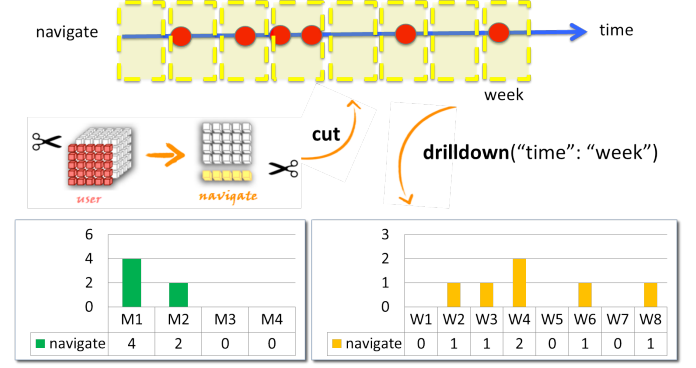 navigate
time
week
cut
drilldown(“time”: “week”)
user
navigate
6
4
2
0
M1 M2 M3 M4
navigate 4 2 0 0
3
2
1
0
W1 W2 W3 W4 W5 W6 W7 W8
navigate 0 1 1 2 0 1 0 1